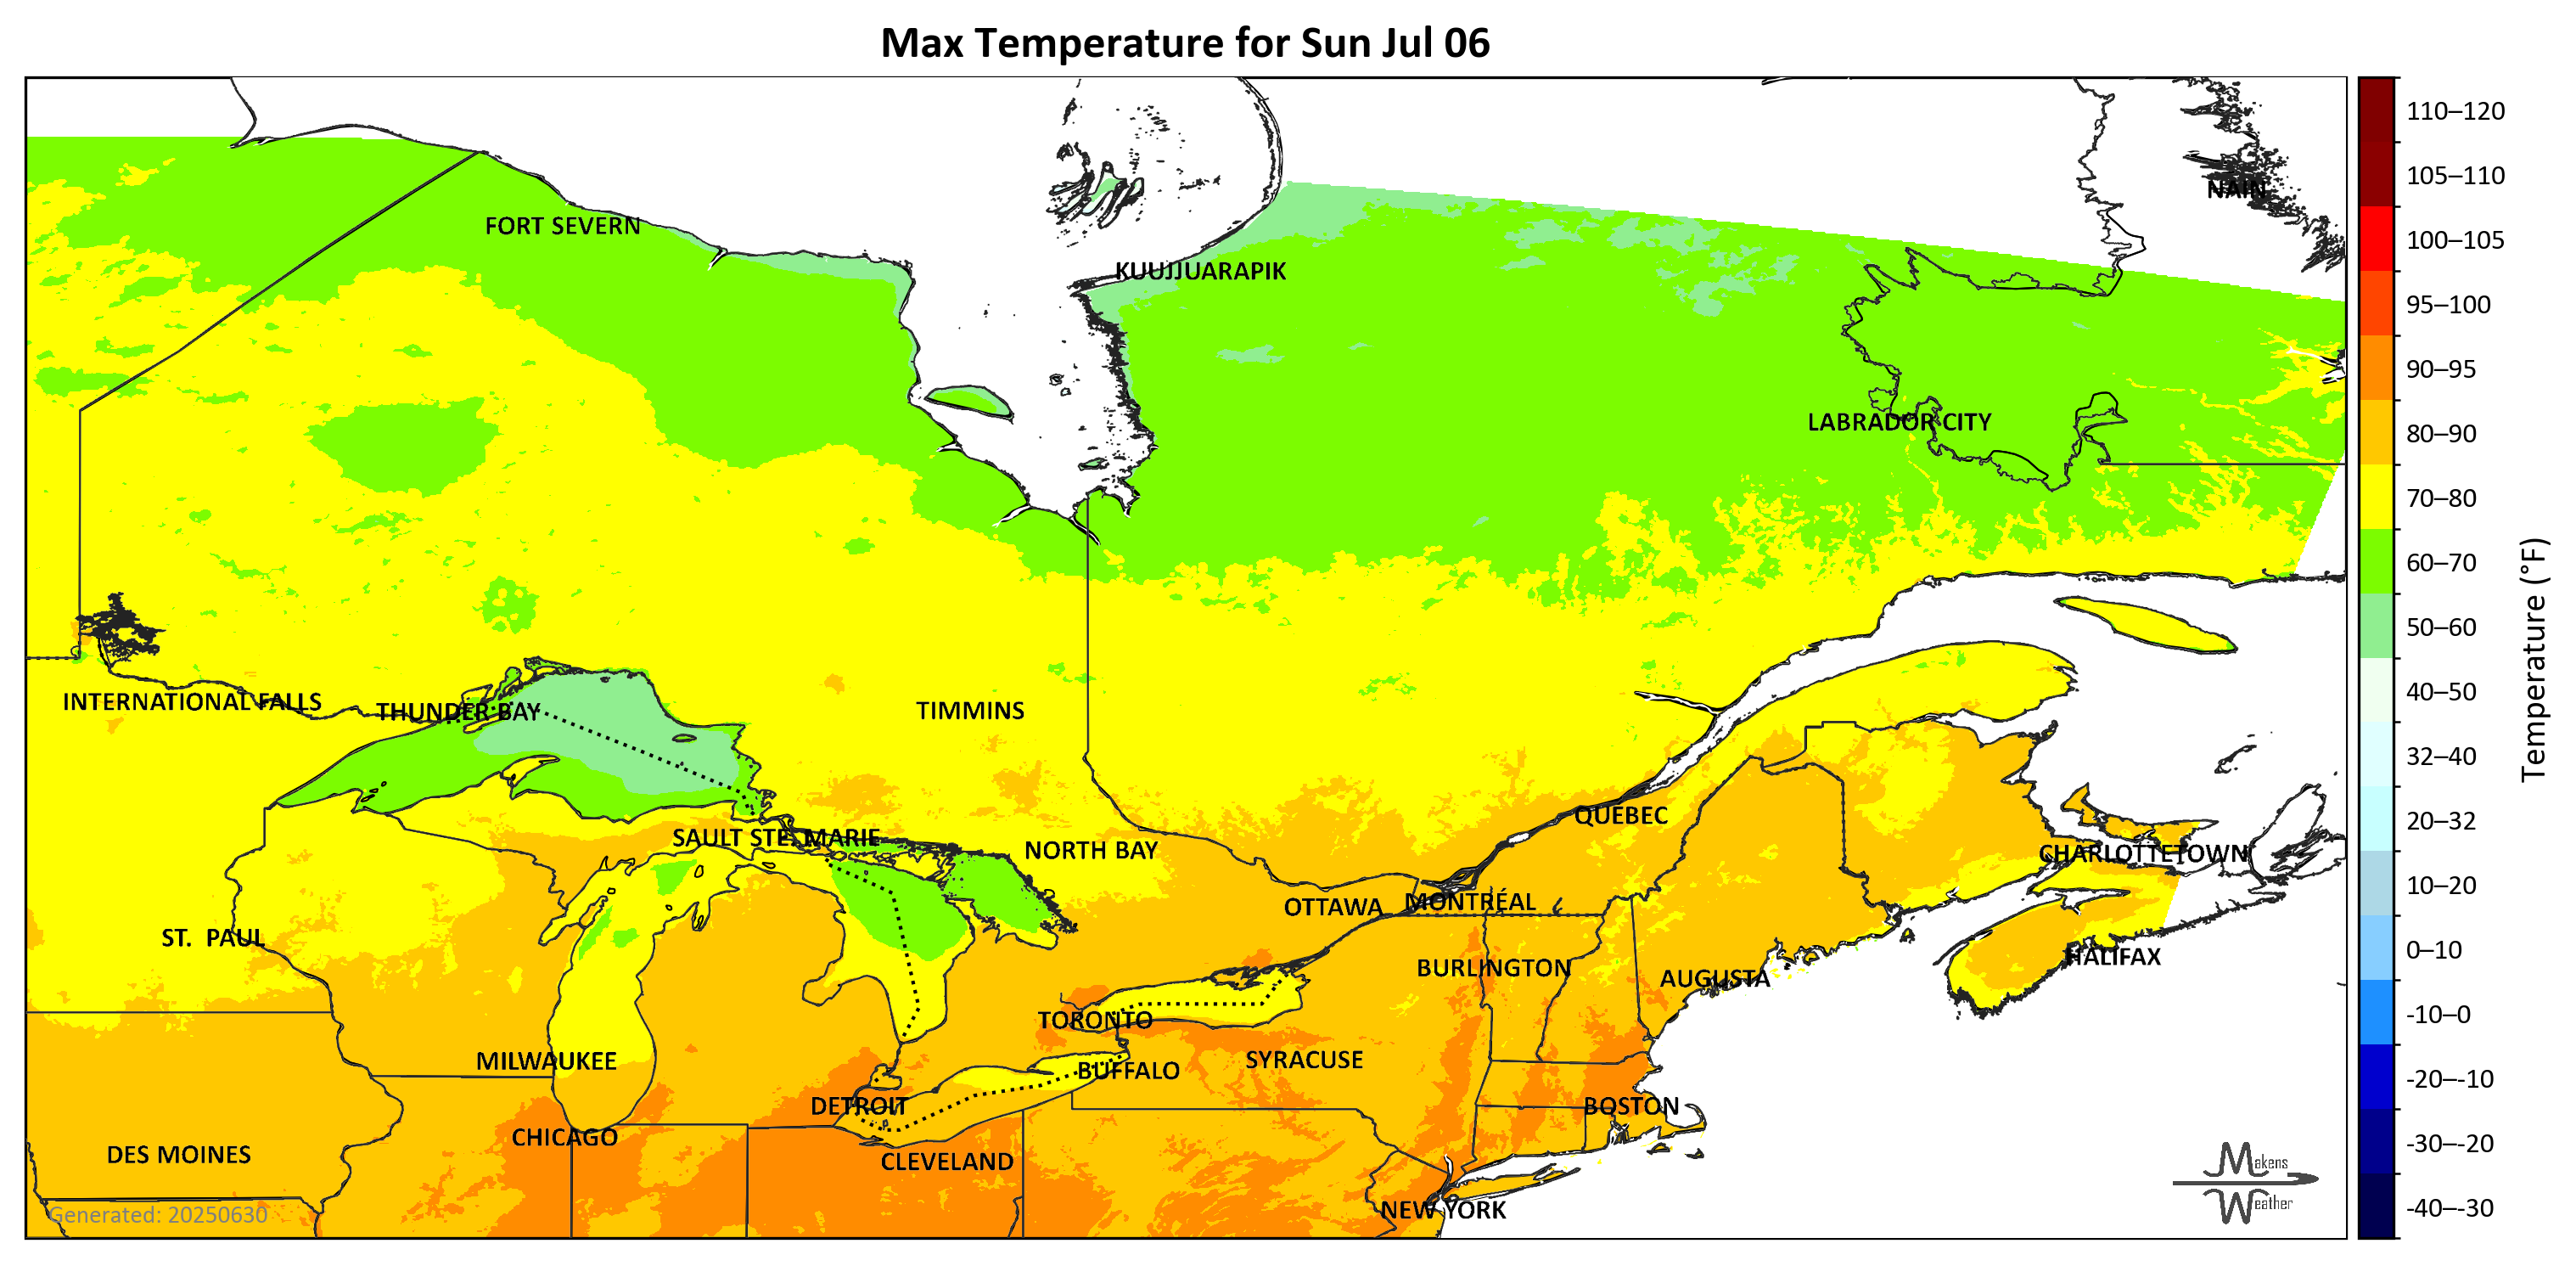 Max Temperature for Sun Jul 06
110–120
105–110
NAIN
FORT SEVERN
100–105
KUUJJUARAPIK
95–100
90–95
LABRADOR CITY
80–90
70–80
60–70
50–60
Temperature (°F)
40–50
INTERNATIONAL FALLS
THUNDER BAY
TIMMINS
32–40
QUÉBEC
20–32
SAULT STE. MARIE
NORTH BAY
CHARLOTTETOWN
10–20
OTTAWA
MONTRÉAL
ST. PAUL
0–10
HALIFAX
BURLINGTON
AUGUSTA
-10–0
TORONTO
MILWAUKEE
SYRACUSE
BUFFALO
-20–-10
DETROIT
BOSTON
CHICAGO
-30–-20
DES MOINES
CLEVELAND
Makens
Weather
-40–-30
NEW YORK
Generated: 20250630